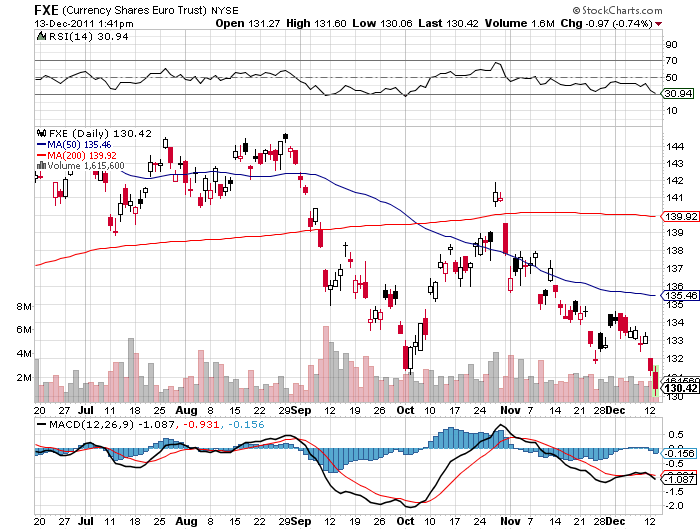 FXE (Currency Shares Euro Trust) NYSE © StockCharts.com
13-Dec-2011 1:41pm Open 131.27 High 131.60 Low 130.06 Last 130.42 Volume 1.6M Chg -0.97 (-0.74%)
RSI(14) 30.94
90
70
50
30.94
10
FXE (Daily) 130.42
MA(50) 135.46
MA(200) 139.92
Volume 1,615,600
144
143
142
141
139.92
139
138
137
136
135.46
8M
134
6M
133
4M
132
2M
130.42
130
20 27 Jul 11 18 25 Aug 8 15 22 29 Sep 12 19 26 Oct 10 17 24 Nov 7 14 21 28 Dec 12
MACD(12,26,9) -1.087, -0.931, -0.156
0.5
-0.156
-0.5
-1.087
-1.5
-2.0
20 27 Jul 11 18 25 Aug 8 15 22 29 Sep 12 19 26 Oct 10 17 24 Nov 7 14 21 28 Dec 12